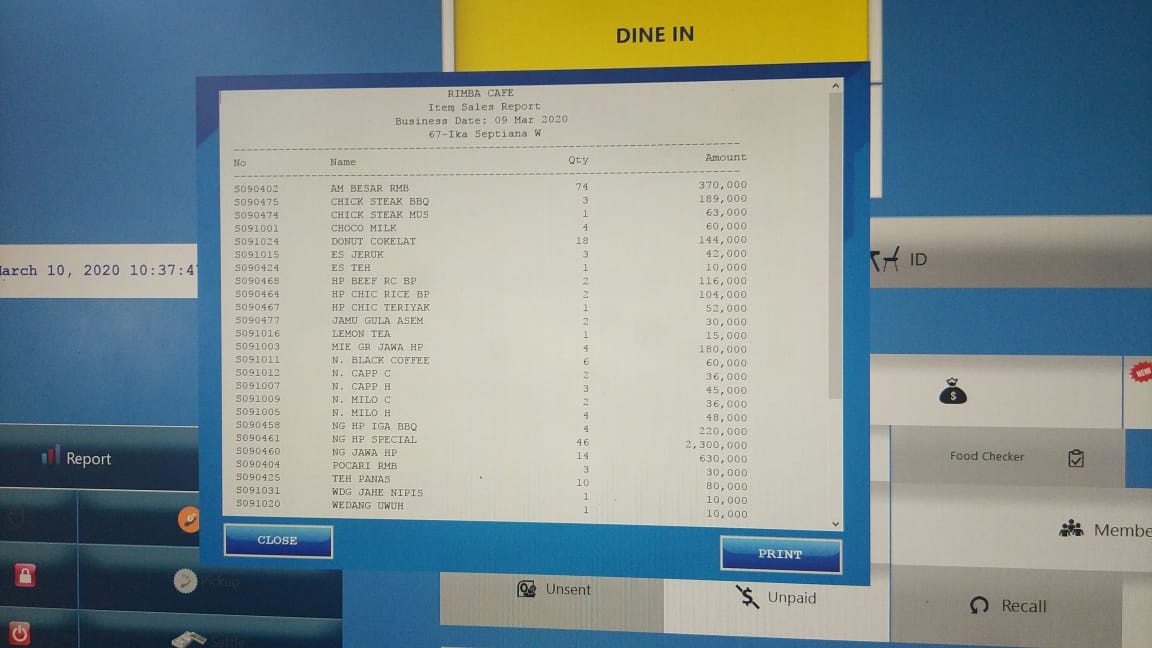 DINE IN
RIMBA CAFE
Item Sales Report
Business Date: 09 Mar 2020
67-Ika Septiana W
No Name Qty Amount
S090402 AM BESAR RMB 74 370,000
S090475 CHICK STEAK BBQ 3 189,000
S090474 CHICK STEAK MUS 1 63,000
S091001 CHOCO MILK 4 60,000
S091024 DONUT COKELAT 18 144,000
S091015 ES JERUK 3 42,000
S090424 ES TEH 1 10,000
S090468 HP BEEF RC BP 2 116,000
S090464 HP CHIC RICE BP 2 104,000
S090467 HP CHIC TERIYAK 1 52,000
S090477 JAMU GULA ASEM 2 30,000
S091016 LEMON TEA 1 15,000
S091003 MIE GR JAWA HP 4 180,000
S091011 N. BLACK COFFEE 6 60,000
S091012 N. CAPP C 2 36,000
S091007 N. CAPP H 3 45,000
S091009 N. MILO C 2 36,000
S091005 N. MILO H 4 48,000
S090458 NG HP IGA BBQ 4 220,000
S090461 NG HP SPECIAL 46 2,300,000
S090460 NG JAWA HP 14 630,000
S090404 POCARI RMB 3 30,000
S090425 TEH PANAS 10 80,000
S091031 WDG JAHE NIPIS 1 10,000
S091020 WEDANG UWUH 1 10,000
CLOSE PRINT
arch 10, 2020 10:37:4
ID
NEW
Report
Food Checker
Membe
Pickup
Unsent
Unpaid
Recall
Settle